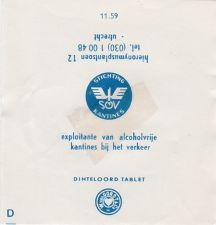 11.59
hieronymusplantsoen 12
tel. (030) 1 00 48
- utrecht
STICHTING
SOV
KANTINES
exploitante van alcoholvrije
kantines bij het verkeer
DINTELOORD TABLET
D